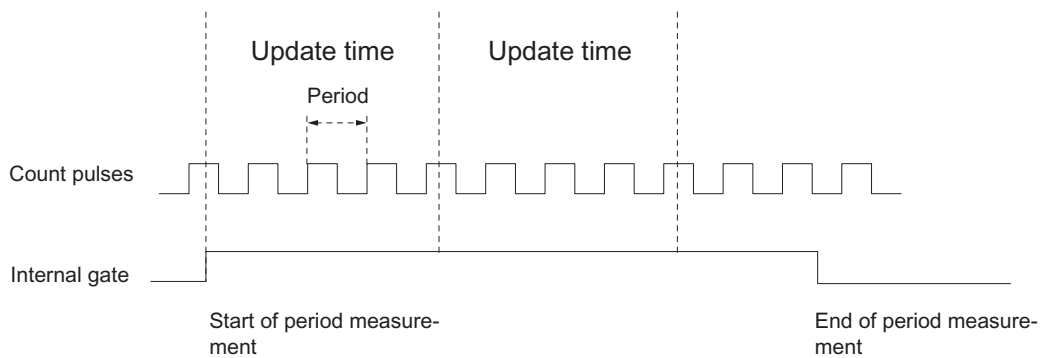 Update time
Update time
Period
Count pulses
Internal gate
Start of period measure-
ment
End of period measure-
ment